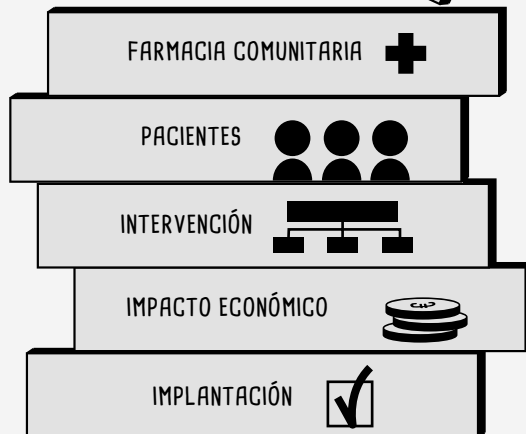 FARMACIA COMUNITARIA
PACIENTES
INTERVENCIÓN
IMPACTO ECONÓMICO
IMPLANTACIÓN